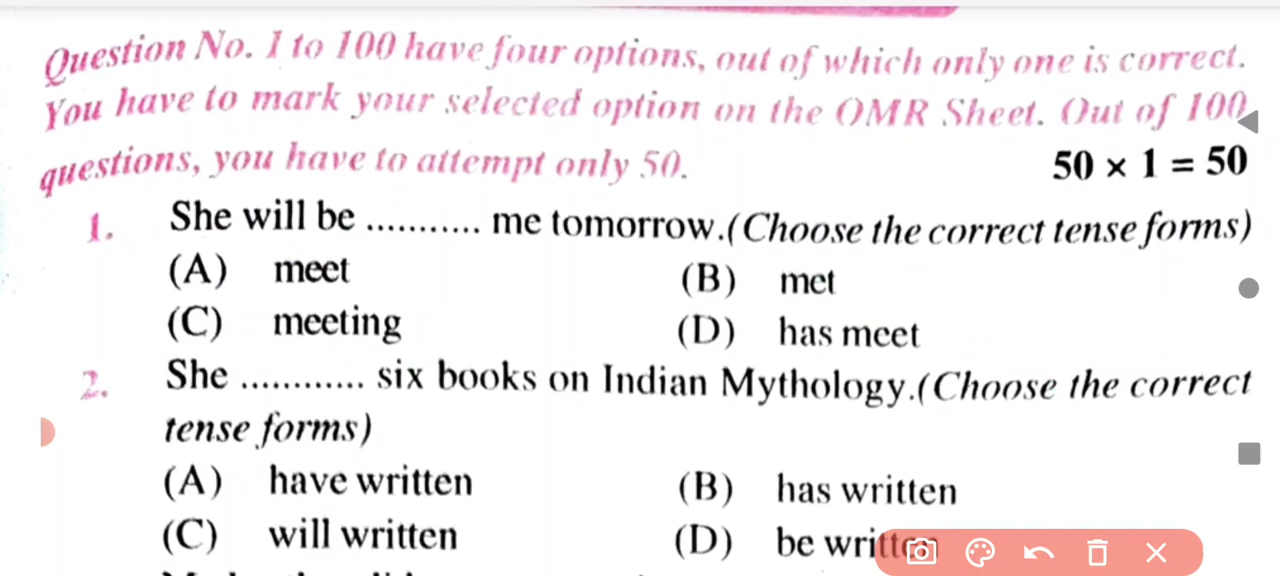 Question No. 1 to 100 have four options, out of which only one is correct.
You have to mark your selected option on the OMR Sheet. Out of 100
questions, you have to attempt only 50. 50 × 1 = 50
1. She will be ........... me tomorrow.(Choose the correct tense forms)
(A) meet (B) met
(C) meeting (D) has meet
2. She ............ six books on Indian Mythology.(Choose the correct
tense forms)
(A) have written (B) has written
(C) will written (D) be written